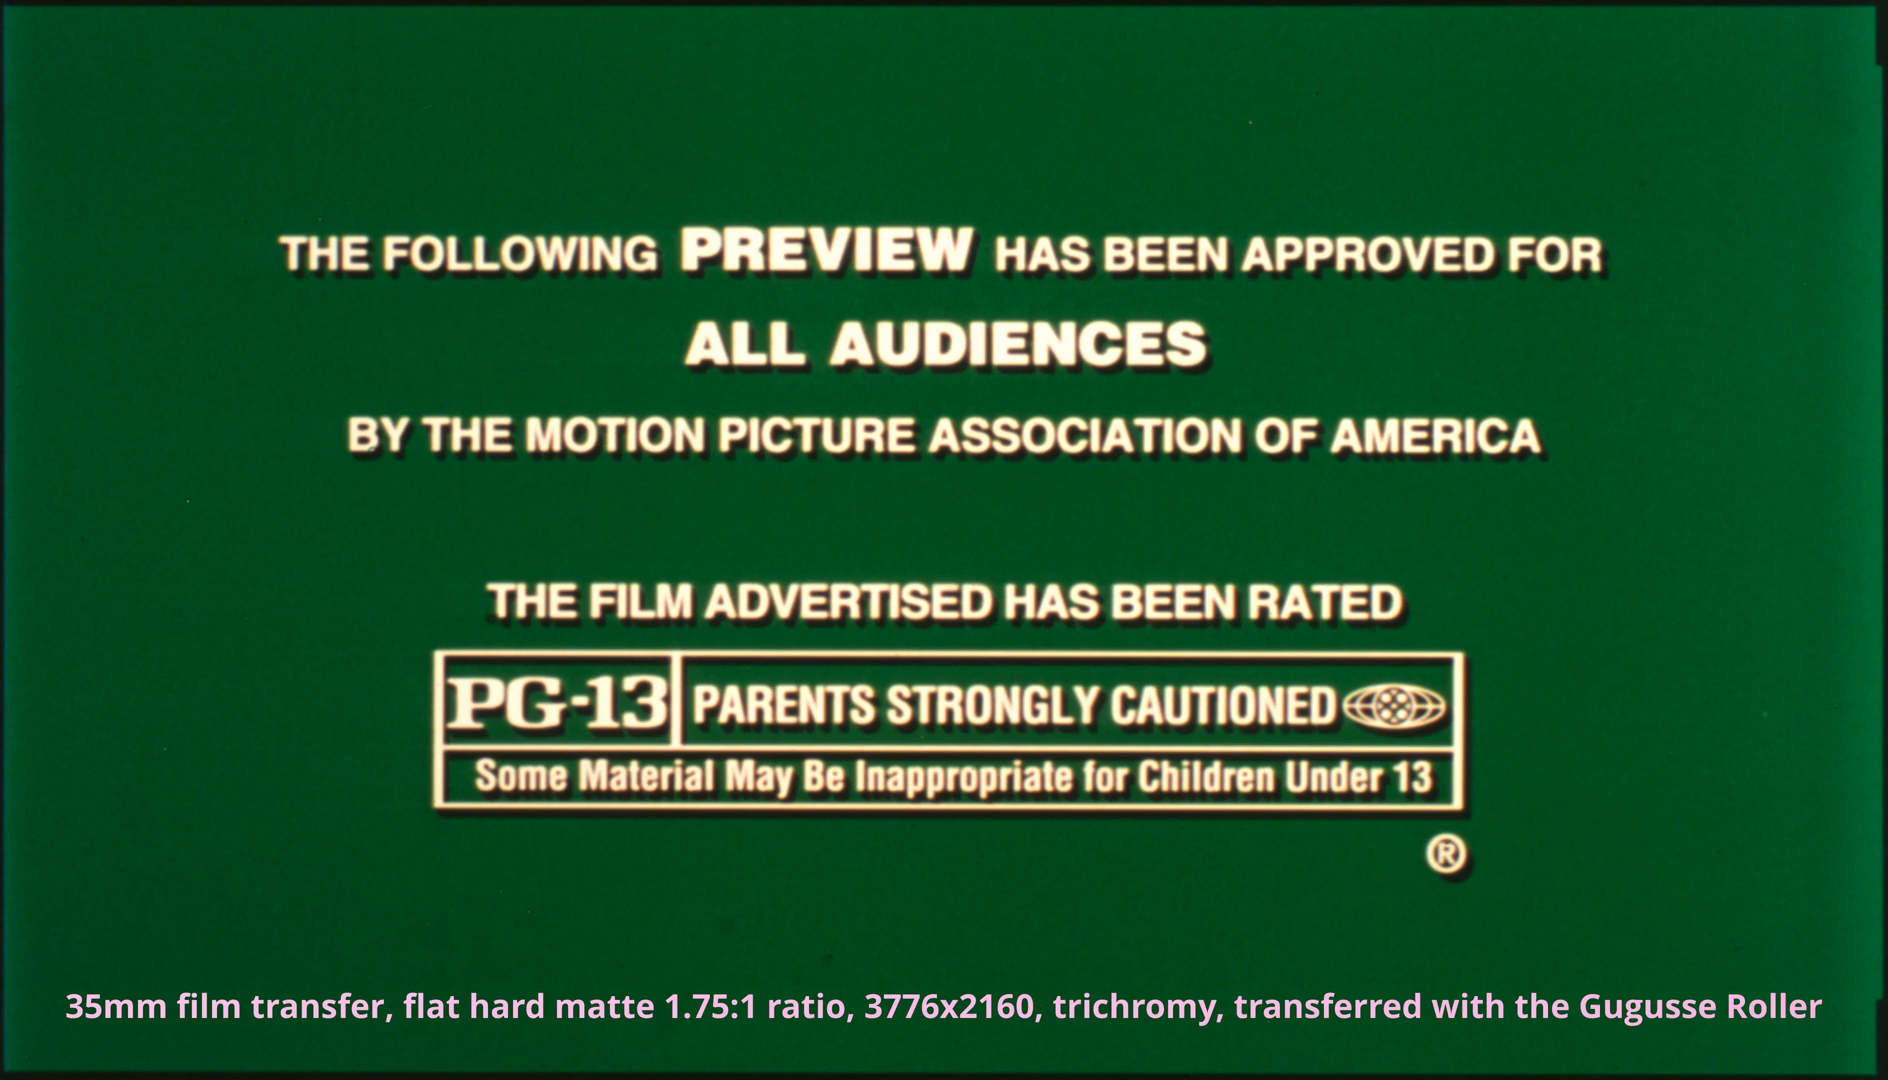 THE FOLLOWING PREVIEW HAS BEEN APPROVED FOR
ALL AUDIENCES
BY THE MOTION PICTURE ASSOCIATION OF AMERICA
THE FILM ADVERTISED HAS BEEN RATED
PG-13 PARENTS STRONGLY CAUTIONED
Some Material May Be Inappropriate for Children Under 13
®
35mm film transfer, flat hard matte 1.75:1 ratio, 3776x2160, trichromy, transferred with the Gugusse Roller